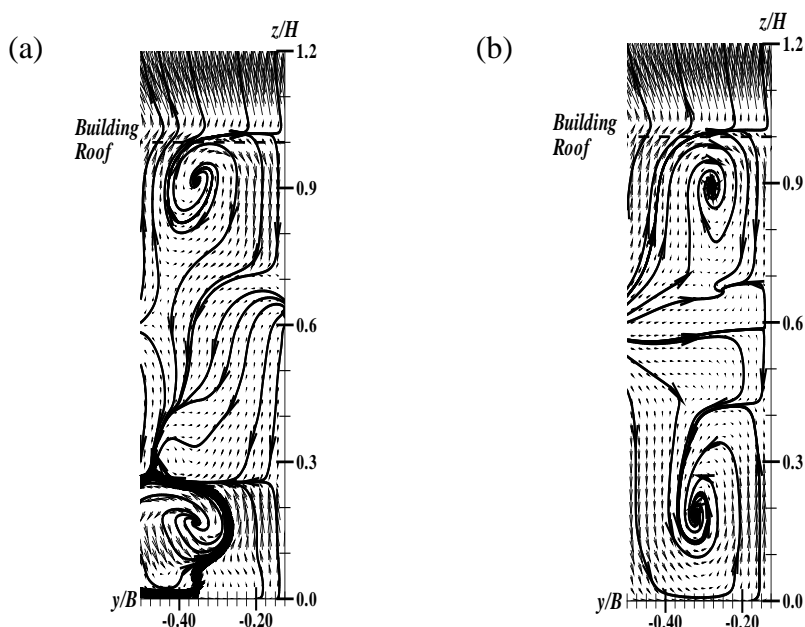 (a)
z/H
1.2
Building
Roof
0.9
0.6
0.3
y/B
0.0
-0.40
-0.20
(b)
z/H
1.2
Building
Roof
0.9
0.6
0.3
y/B
0.0
-0.40
-0.20